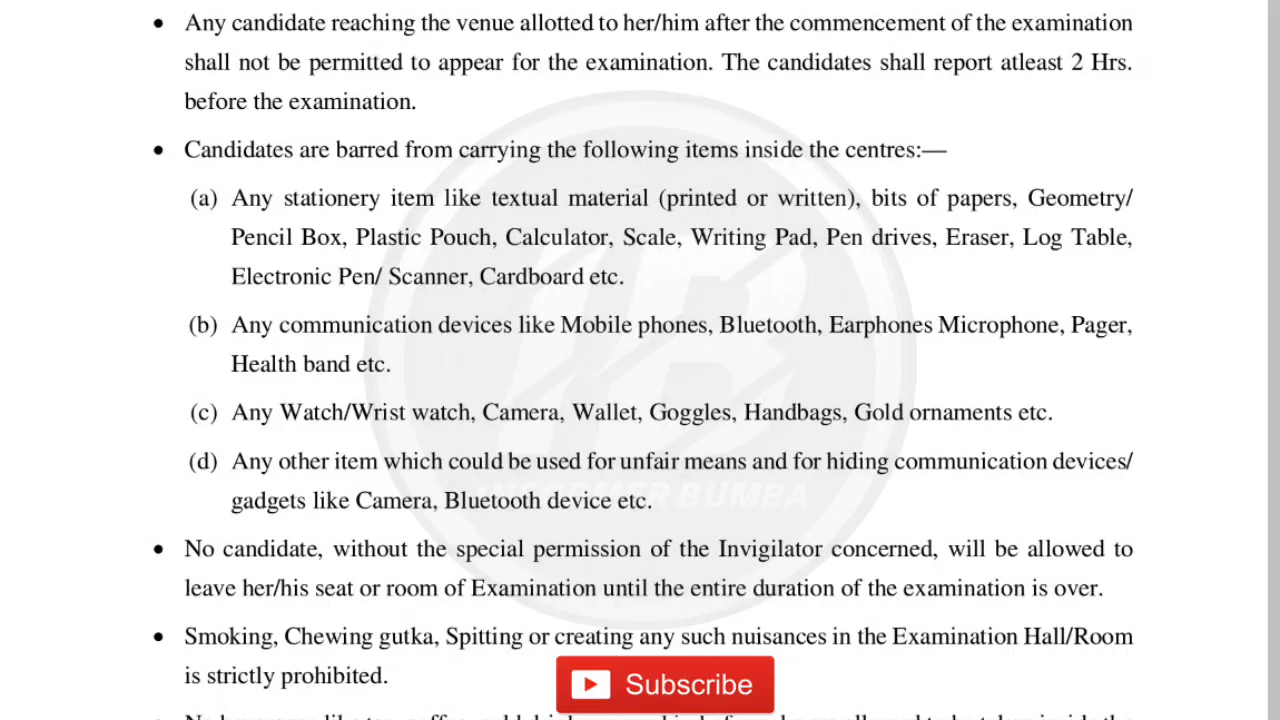 • Any candidate reaching the venue allotted to her/him after the commencement of the examination
shall not be permitted to appear for the examination. The candidates shall report atleast 2 Hrs.
before the examination.
• Candidates are barred from carrying the following items inside the centres:—
(a) Any stationery item like textual material (printed or written), bits of papers, Geometry/
Pencil Box, Plastic Pouch, Calculator, Scale, Writing Pad, Pen drives, Eraser, Log Table,
Electronic Pen/ Scanner, Cardboard etc.
(b) Any communication devices like Mobile phones, Bluetooth, Earphones Microphone, Pager,
Health band etc.
(c) Any Watch/Wrist watch, Camera, Wallet, Goggles, Handbags, Gold ornaments etc.
(d) Any other item which could be used for unfair means and for hiding communication devices/
gadgets like Camera, Bluetooth device etc.
INFORMER BUMBA
• No candidate, without the special permission of the Invigilator concerned, will be allowed to
leave her/his seat or room of Examination until the entire duration of the examination is over.
• Smoking, Chewing gutka, Spitting or creating any such nuisances in the Examination Hall/Room
is strictly prohibited.
Subscribe